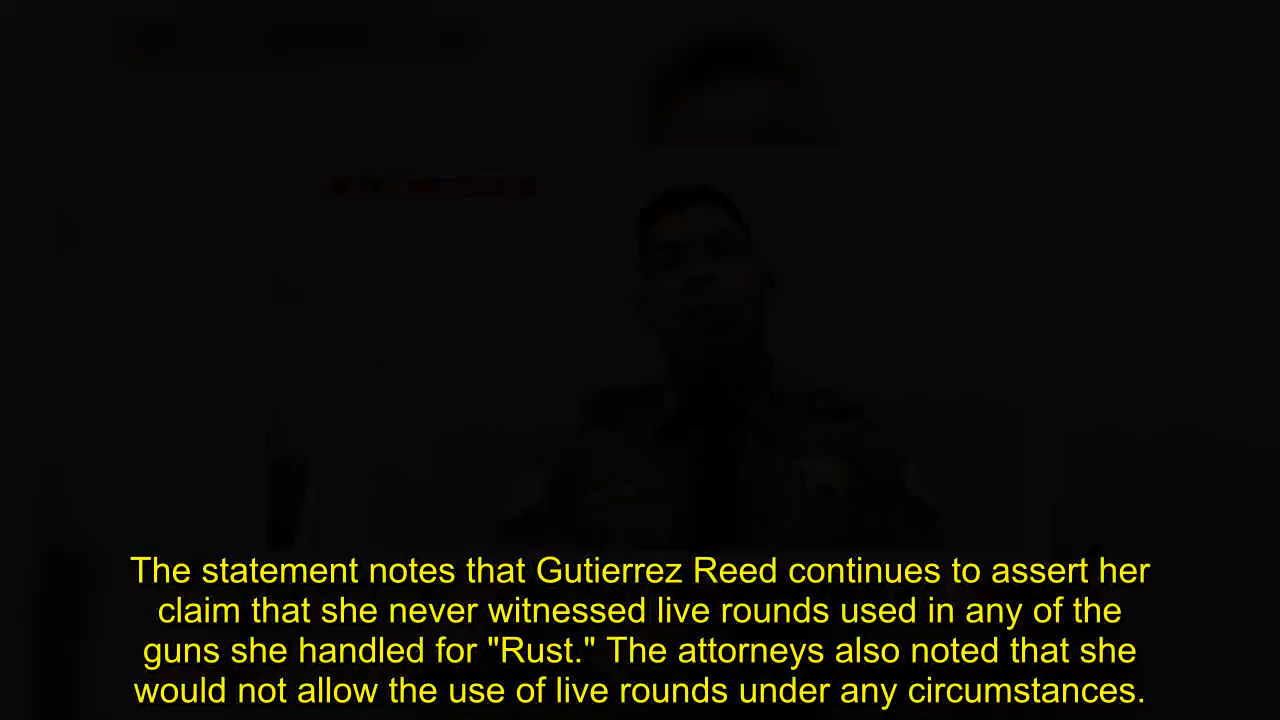 The statement notes that Gutierrez Reed continues to assert her
claim that she never witnessed live rounds used in any of the
guns she handled for "Rust." The attorneys also noted that she
would not allow the use of live rounds under any circumstances.